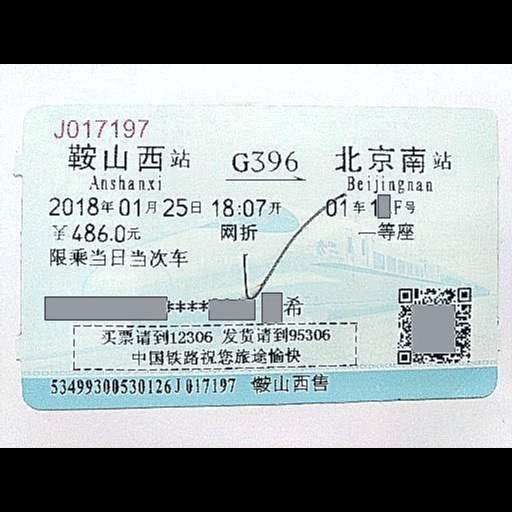 J017197
鞍山西站 G396 北京南站
Anshanxi Beijingnan
2018年01月25日 18:07开 01车1 F号
¥486.0元 网折 一等座
限乘当日当次车
**** 希
买票请到12306 发货请到95306
中国铁路祝您旅途愉快
53499300530126J017197 鞍山西售